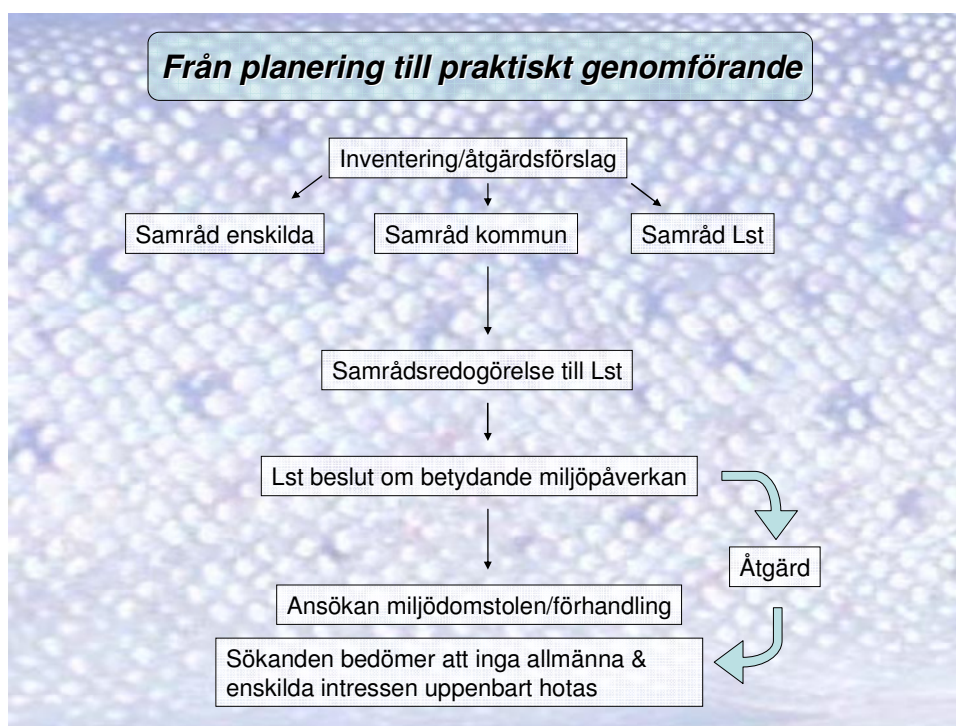 Från planering till praktiskt genomförande
Inventering/åtgärdsförslag
Samråd enskilda
Samråd kommun
Samråd Lst
Samrådsredogörelse till Lst
Lst beslut om betydande miljöpåverkan
Åtgärd
Ansökan miljödomstolen/förhandling
Sökanden bedömer att inga allmänna &
enskilda intressen uppenbart hotas